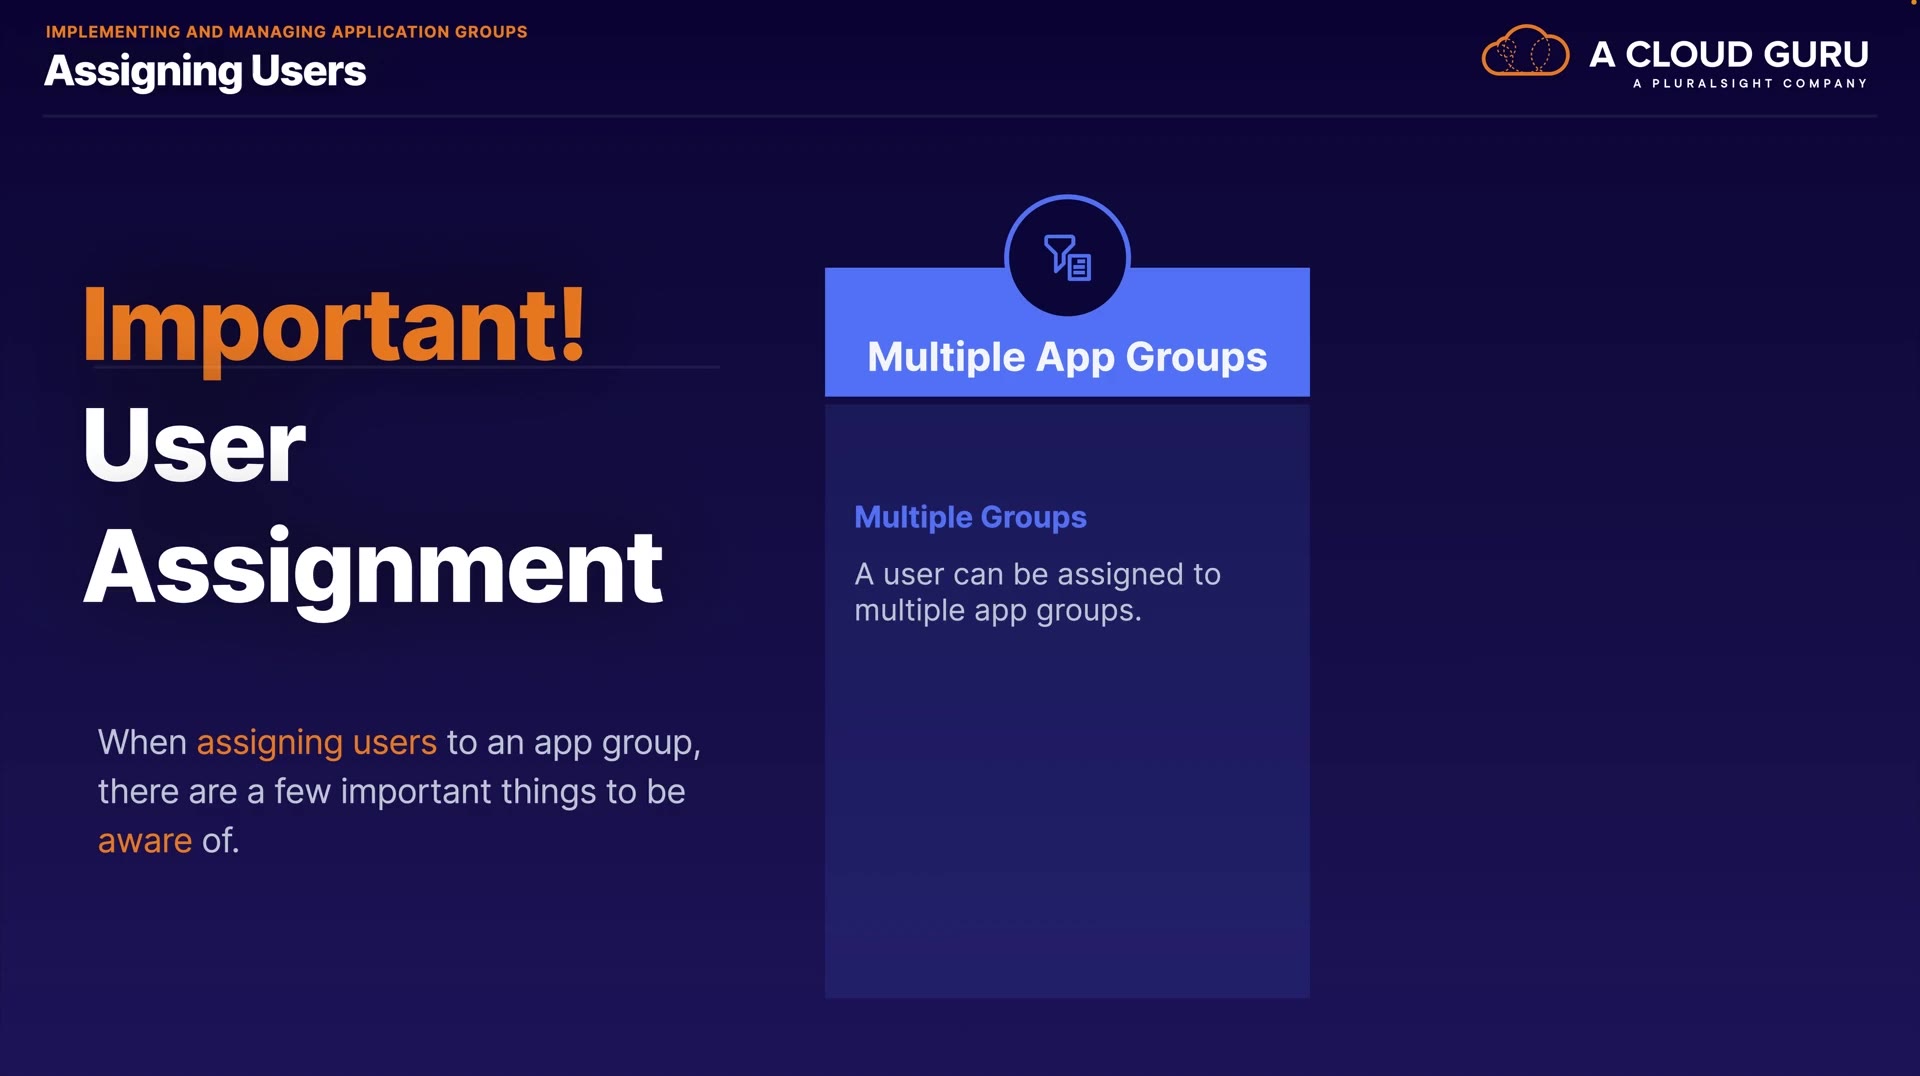 IMPLEMENTING AND MANAGING APPLICATION GROUPS
Assigning Users
A CLOUD GURU
A PLURALSIGHT COMPANY
Important!
User
Assignment
When assigning users to an app group,
there are a few important things to be
aware of.
Multiple App Groups
Multiple Groups
A user can be assigned to
multiple app groups.